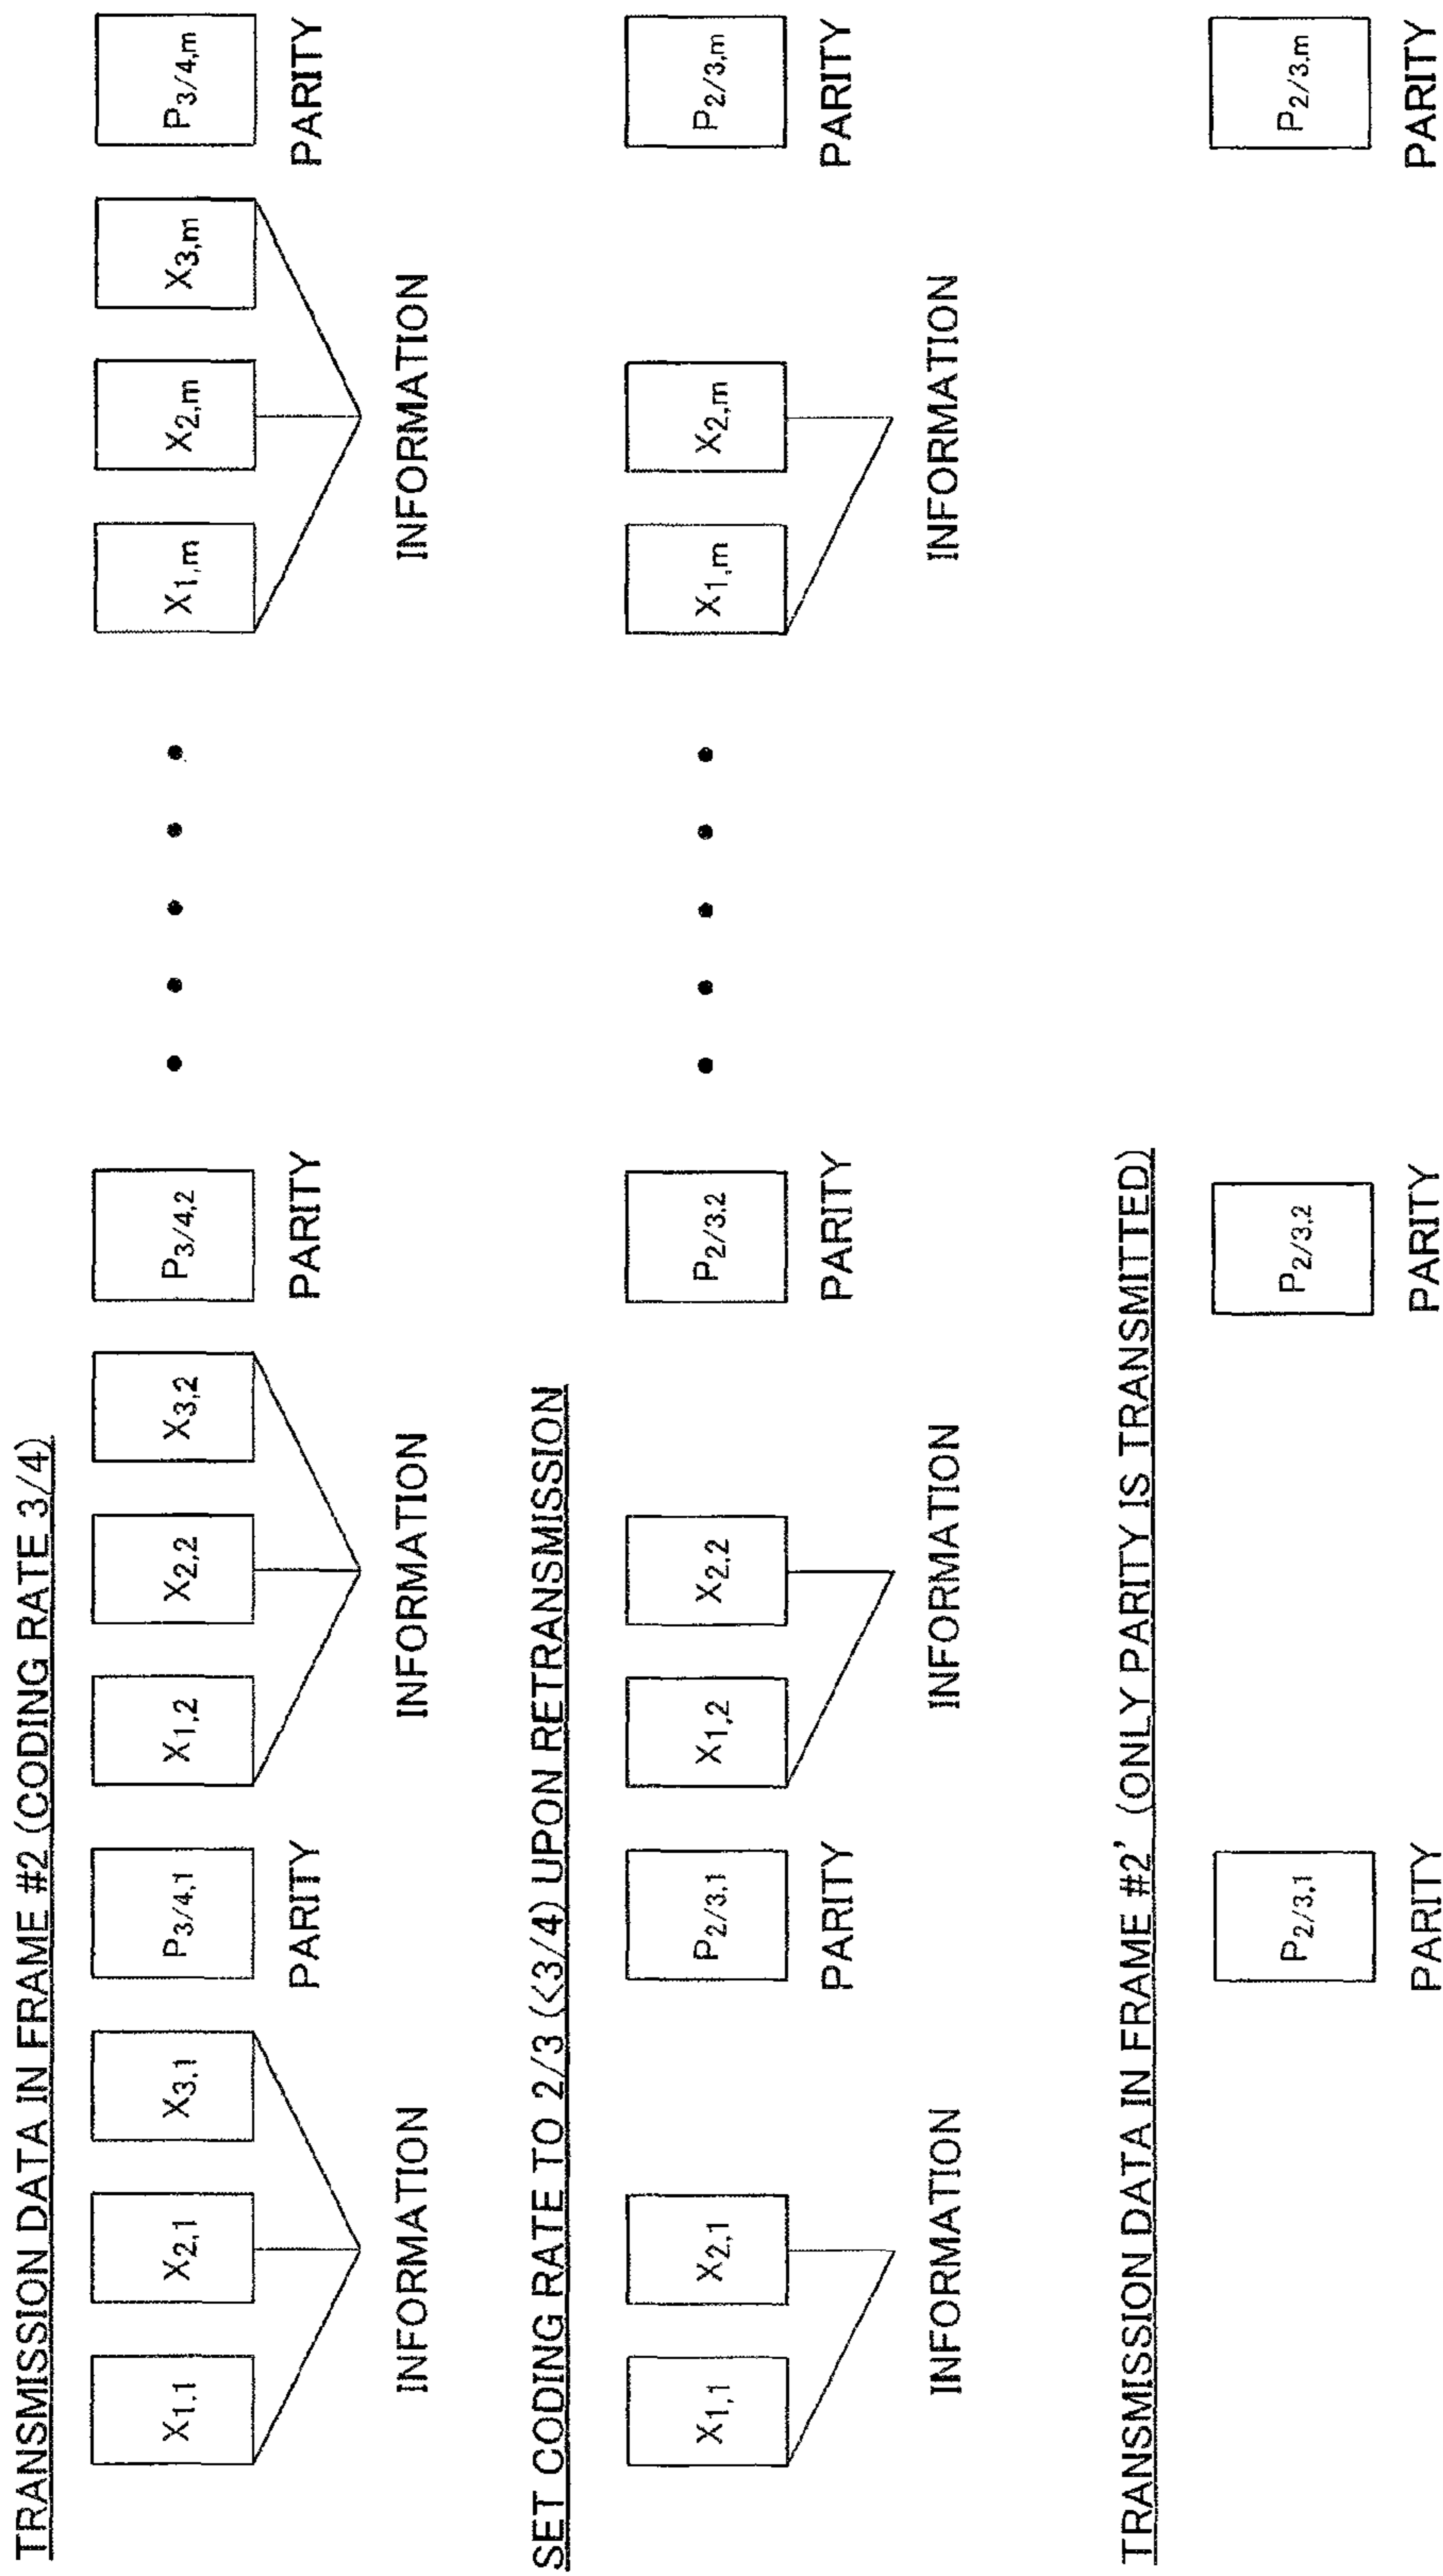 TRANSMISSION DATA IN FRAME #2 (CODING RATE 3/4)
X1,1 X2,1 X3,1 P3/4,1 X1,2 X2,2 X3,2 P3/4,2 • • • • • X1,m X2,m X3,m P3/4,m
PARITY PARITY PARITY
INFORMATION INFORMATION INFORMATION
SET CODING RATE TO 2/3 (<3/4) UPON RETRANSMISSION
X1,1 X2,1 P2/3,1 X1,2 X2,2 P2/3,2 • • • • • X1,m X2,m P2/3,m
PARITY PARITY PARITY
INFORMATION INFORMATION INFORMATION
TRANSMISSION DATA IN FRAME #2' (ONLY PARITY IS TRANSMITTED)
P2/3,1 P2/3,2 P2/3,m
PARITY PARITY PARITY